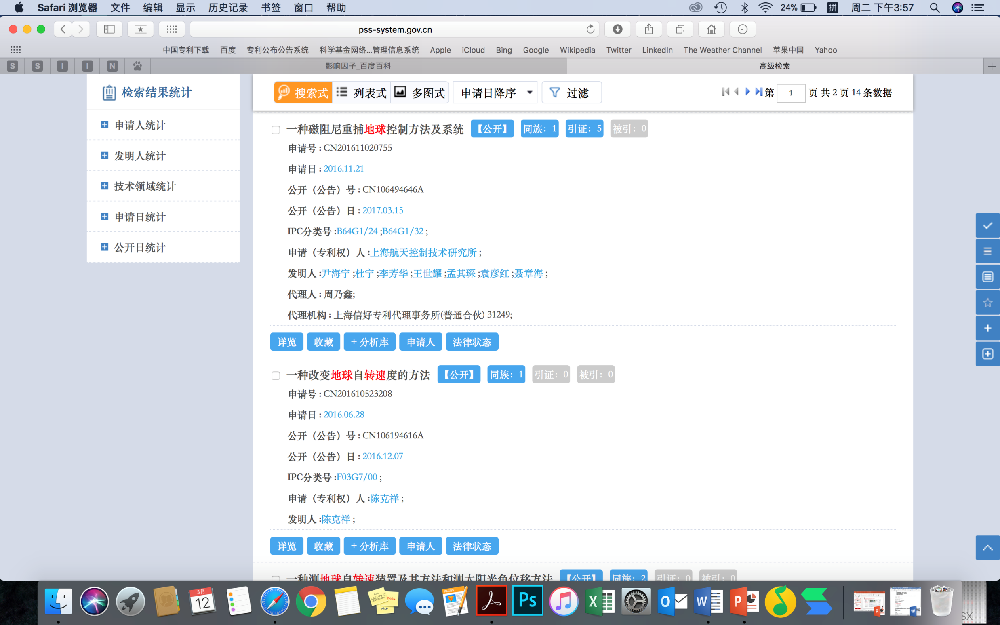 Safari 浏览器 文件 编辑 显示 历史记录 书签 窗口 帮助 24% 拼 周二 下午3:57
pss-system.gov.cn
中国专利下载 百度 专利公布公告系统 科学基金网络...管理信息系统 Apple iCloud Bing Google Wikipedia Twitter LinkedIn The Weather Channel 苹果中国 Yahoo
S S I I N 影响因子_百度百科 高级检索
检索结果统计
申请人统计
发明人统计
技术领域统计
申请日统计
公开日统计
搜索式 列表式 多图式 申请日降序 过滤 第 1 页 共 2 页 14 条数据
一种磁阻尼重捕地球控制方法及系统 【公开】 同族：1 引证：5 被引：0
申请号 : CN201611020755
申请日 : 2016.11.21
公开（公告）号 : CN106494646A
公开（公告）日 : 2017.03.15
IPC分类号 :B64G1/24 ;B64G1/32 ;
申请（专利权）人 :上海航天控制技术研究所 ;
发明人 :尹海宁 ;杜宁 ;李芳华 ;王世耀 ;孟其琛 ;袁彦红 ;聂章海 ;
代理人 : 周乃鑫;
代理机构 : 上海信好专利代理事务所(普通合伙) 31249;
详览 收藏 + 分析库 申请人 法律状态
一种改变地球自转速度的方法 【公开】 同族：1 引证：0 被引：0
申请号 : CN201610523208
申请日 : 2016.06.28
公开（公告）号 : CN106194616A
公开（公告）日 : 2016.12.07
IPC分类号 :F03G7/00 ;
申请（专利权）人 :陈克祥 ;
发明人 :陈克祥 ;
详览 收藏 + 分析库 申请人 法律状态
一种测地球自转速装置及其方法和测太阳光角位移方法 【公开】 同族：2 引证：0 被引：0
3月
12
PAGES
Ps
X
O
W
P
P
W
SX